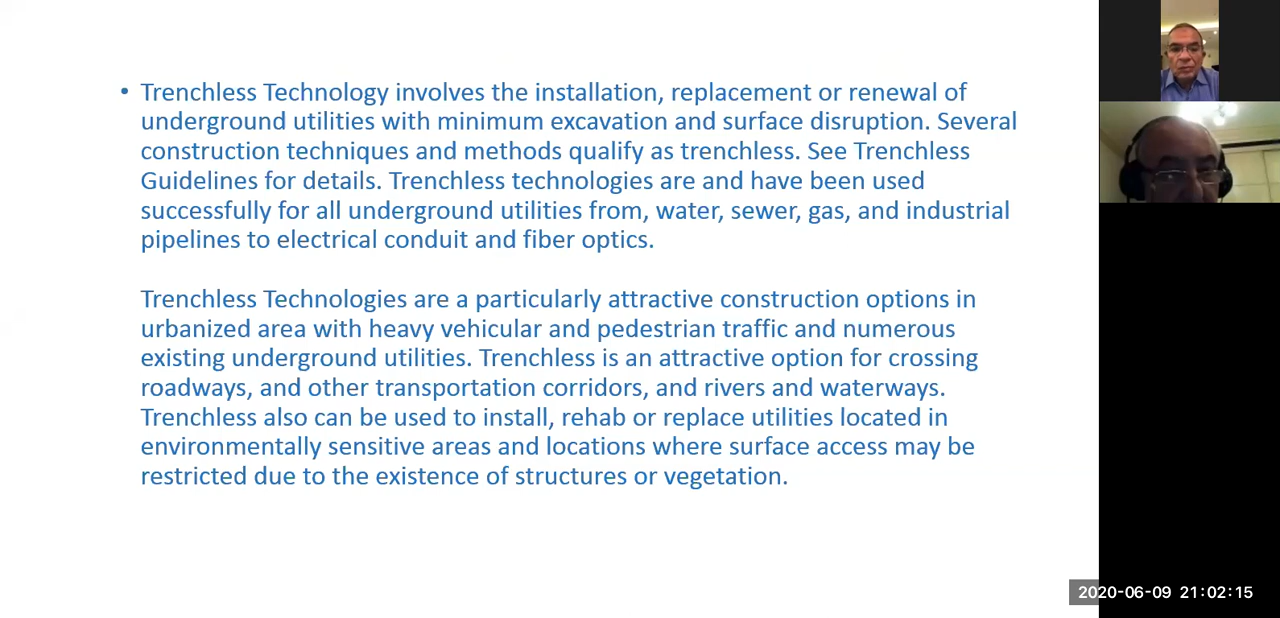 • Trenchless Technology involves the installation, replacement or renewal of
underground utilities with minimum excavation and surface disruption. Several
construction techniques and methods qualify as trenchless. See Trenchless
Guidelines for details. Trenchless technologies are and have been used
successfully for all underground utilities from, water, sewer, gas, and industrial
pipelines to electrical conduit and fiber optics.
Trenchless Technologies are a particularly attractive construction options in
urbanized area with heavy vehicular and pedestrian traffic and numerous
existing underground utilities. Trenchless is an attractive option for crossing
roadways, and other transportation corridors, and rivers and waterways.
Trenchless also can be used to install, rehab or replace utilities located in
environmentally sensitive areas and locations where surface access may be
restricted due to the existence of structures or vegetation.
2020-06-09 21:02:15